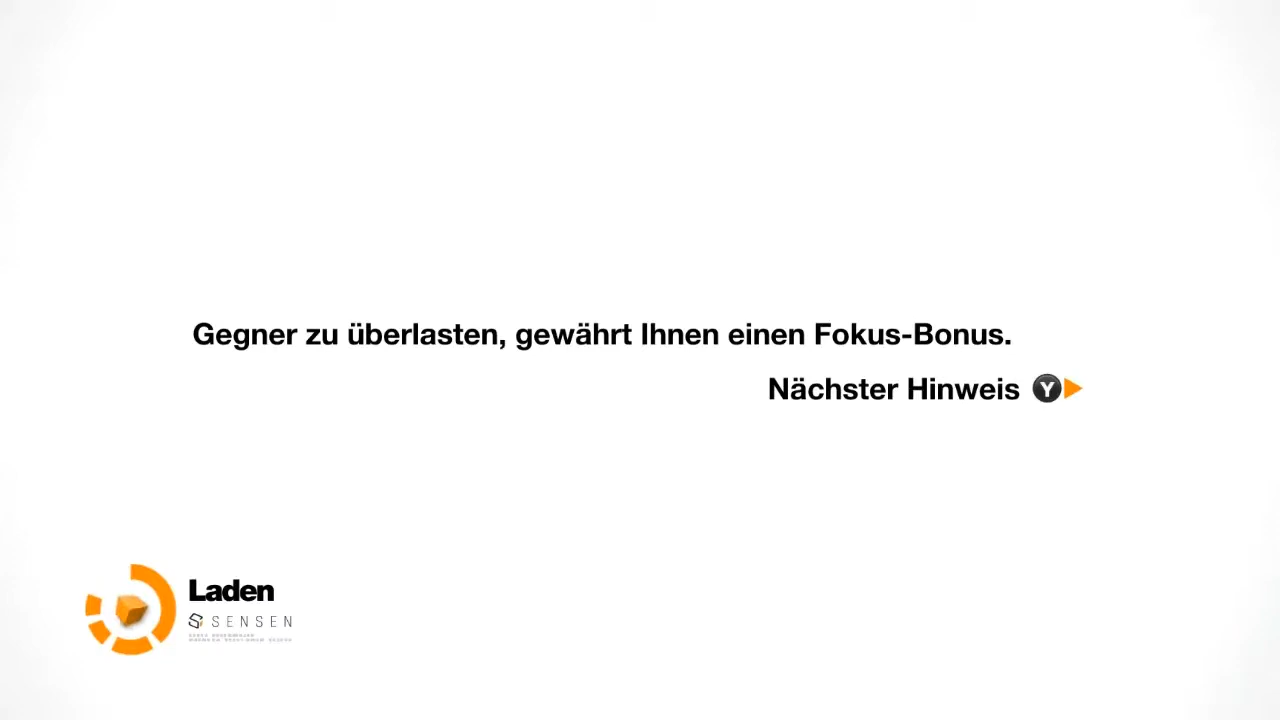 Gegner zu überlasten, gewährt Ihnen einen Fokus-Bonus.
Nächster Hinweis Y
Laden
SENSEN